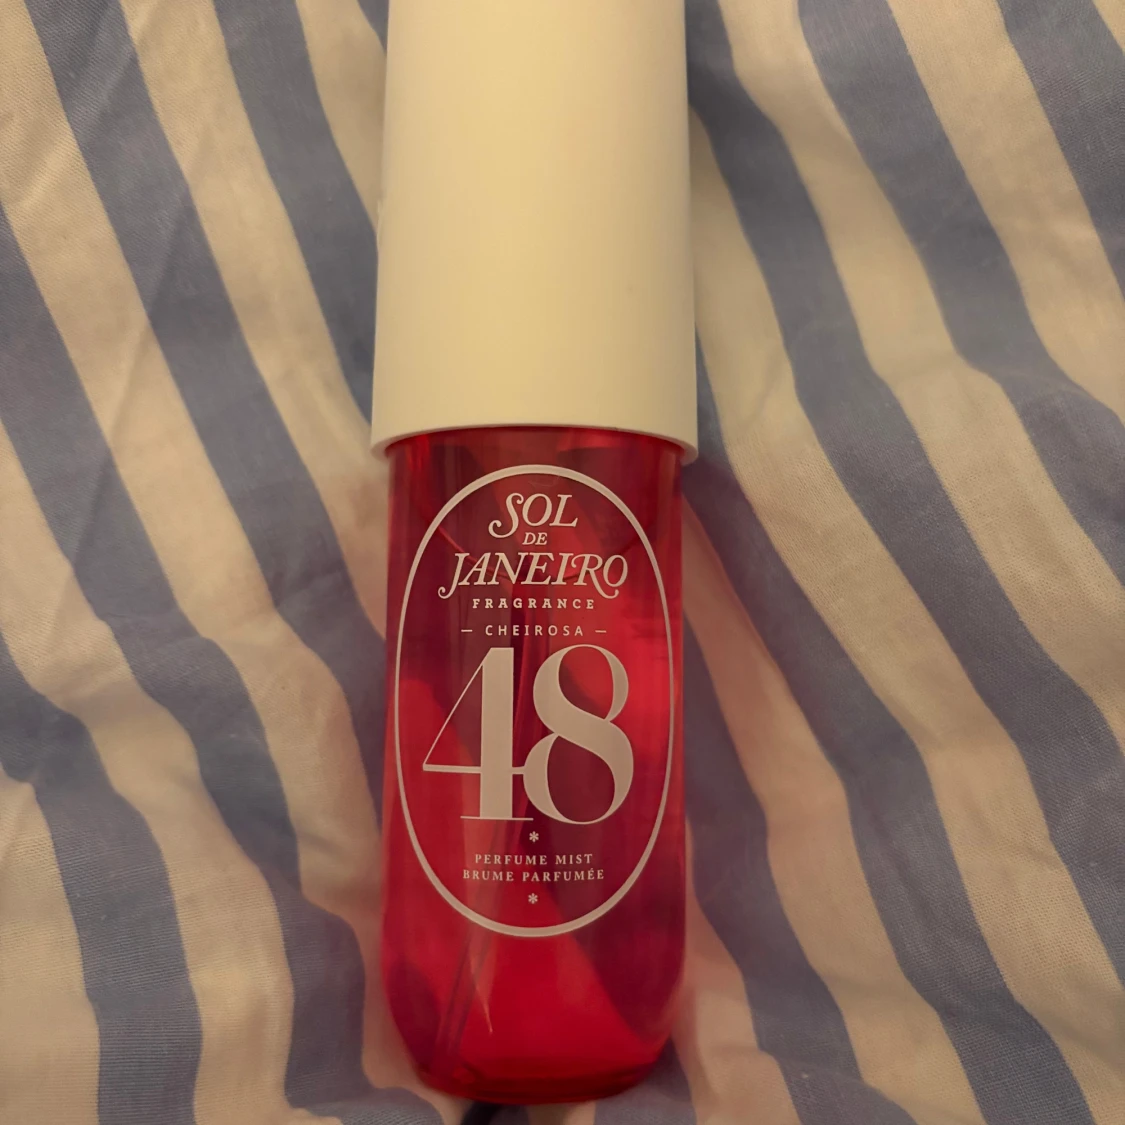 SOL
DE
JANEIRO
FRAGRANCE
– CHEIROSA –
48
*
PERFUME MIST
BRUME PARFUMÉE
*